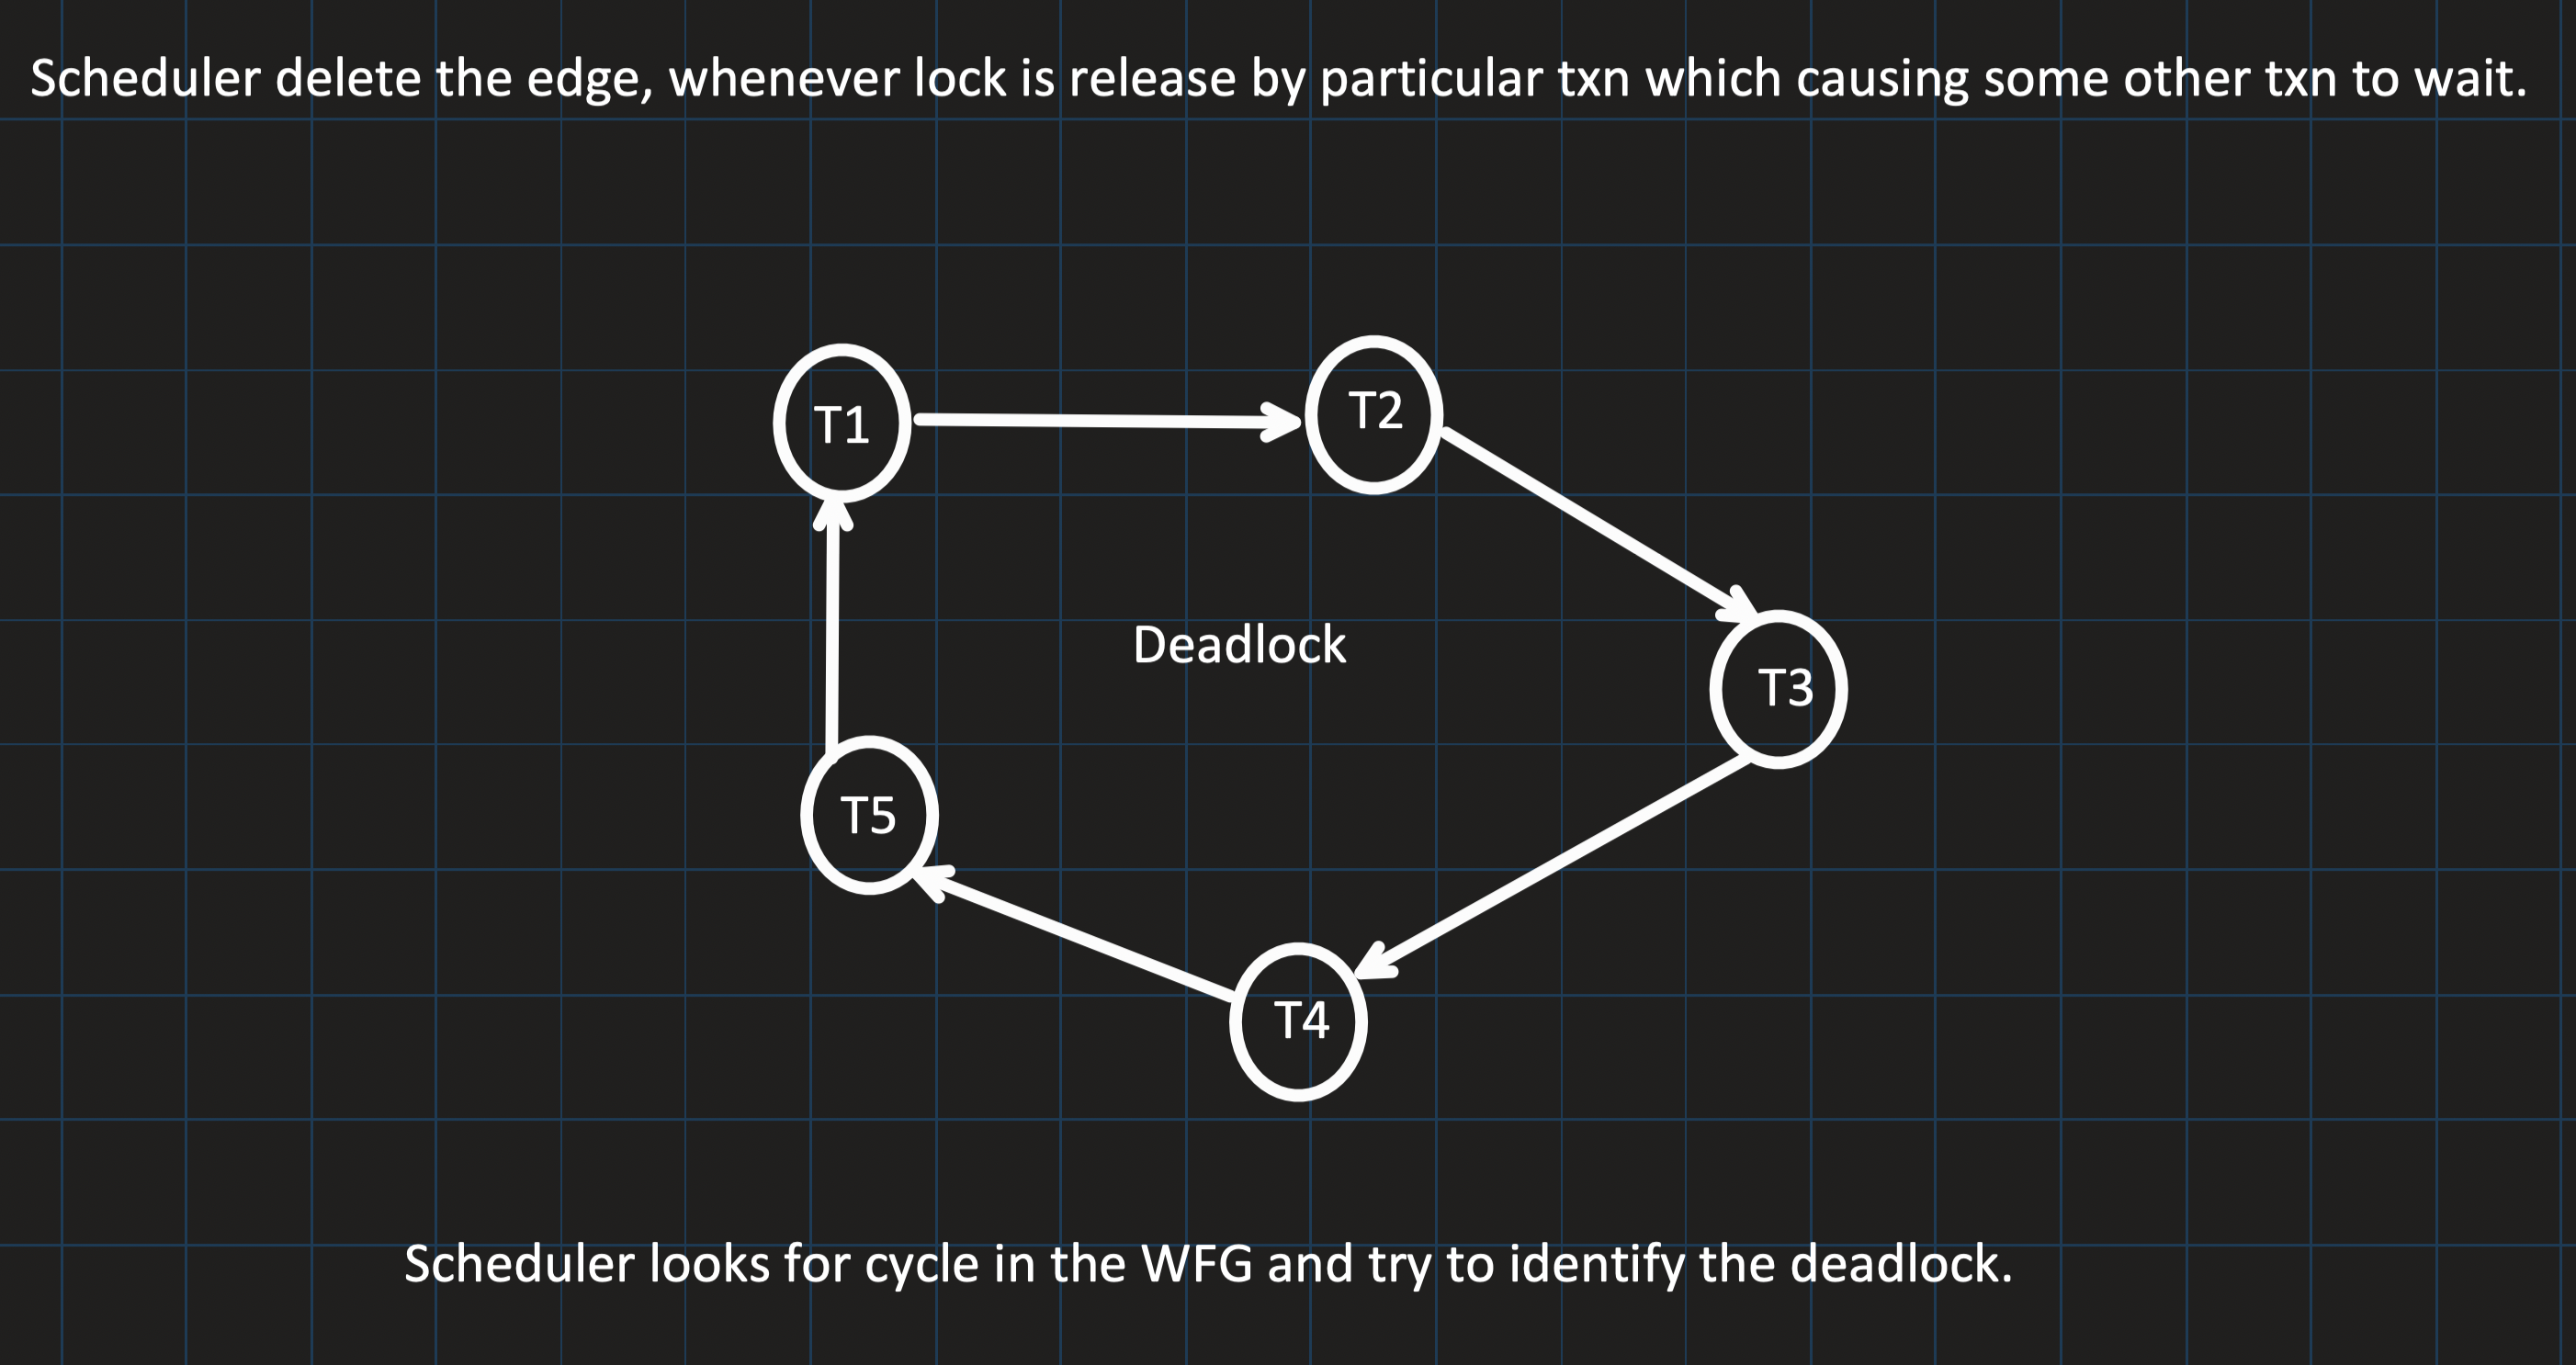 Scheduler delete the edge, whenever lock is release by particular txn which causing some other txn to wait.
T1
T2
Deadlock
T3
T5
T4
Scheduler looks for cycle in the WFG and try to identify the deadlock.